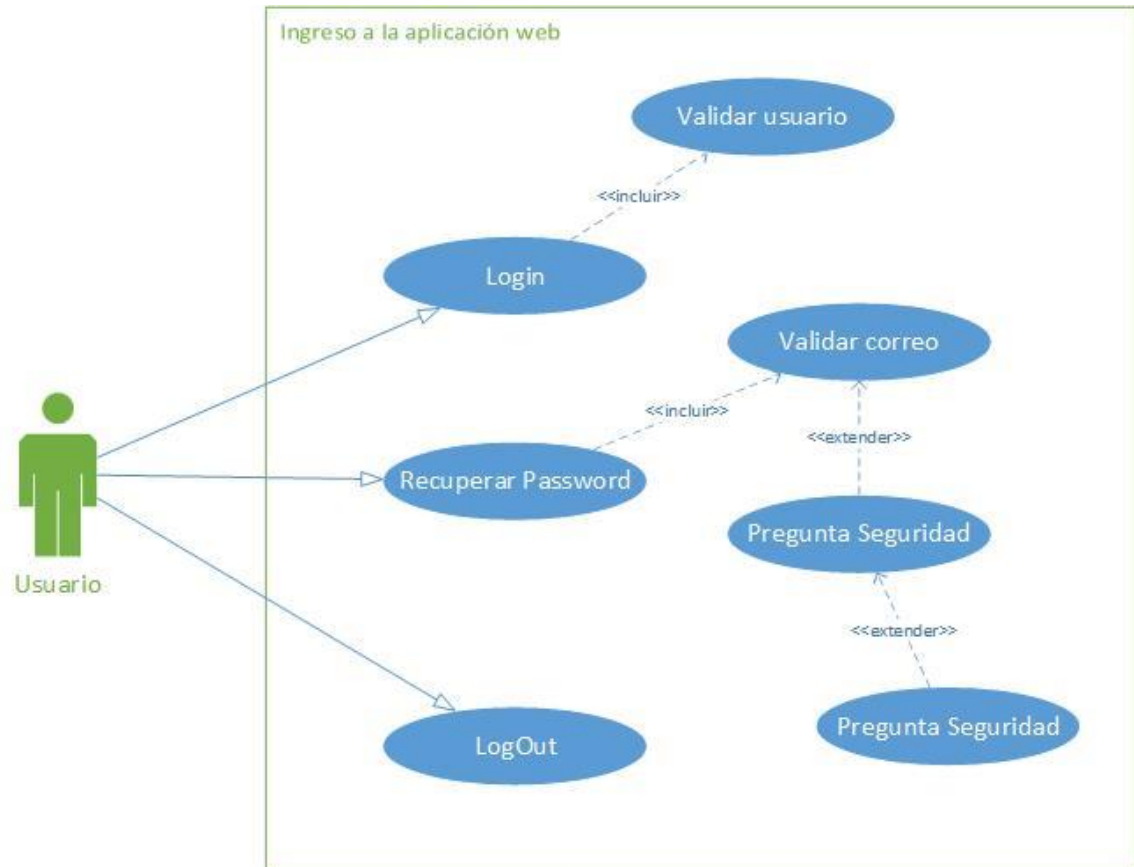 Ingreso a la aplicación web
Validar usuario
<<incluir>>
Login
Validar correo
<<incluir>>
<<extender>>
Recuperar Password
Pregunta Seguridad
Usuario
<<extender>>
Pregunta Seguridad
LogOut